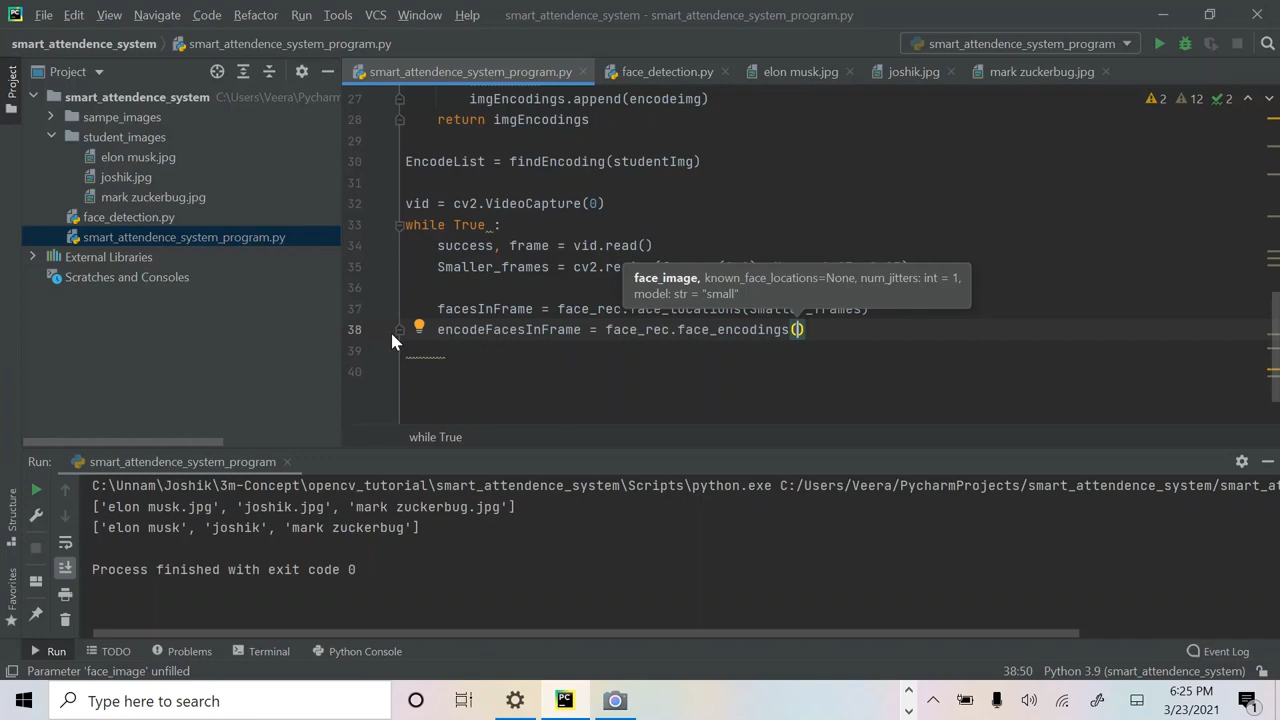 File Edit View Navigate Code Refactor Run Tools VCS Window Help smart_attendence_system - smart_attendence_system_program.py
smart_attendence_system smart_attendence_system_program.py smart_attendence_system_program
Project
Project smart_attendence_system_program.py face_detection.py elon musk.jpg joshik.jpg mark zuckerbug.jpg
smart_attendence_system C:\Users\Veera\Pycharm
sampe_images
student_images
elon musk.jpg
joshik.jpg
mark zuckerbug.jpg
face_detection.py
smart_attendence_system_program.py
External Libraries
Scratches and Consoles
2 12 2
27 imgEncodings.append(encodeimg)
28 return imgEncodings
29
30 EncodeList = findEncoding(studentImg)
31
32 vid = cv2.VideoCapture(0)
33 while True :
34 success, frame = vid.read()
35 Smaller_frames = cv2.re
face_image, known_face_locations=None, num_jitters: int = 1,
model: str = "small"
36
37 facesInFrame = face_rec.face_locations(Smaller_frames)
38 encodeFacesInFrame = face_rec.face_encodings()
39
40
while True
Run: smart_attendence_system_program
C:\Unnam\Joshik\3m-Concept\opencv_tutorial\smart_attendence_system\Scripts\python.exe C:/Users/Veera/PycharmProjects/smart_attendence_system/smart_at
['elon musk.jpg', 'joshik.jpg', 'mark zuckerbug.jpg']
['elon musk', 'joshik', 'mark zuckerbug']
Process finished with exit code 0
Structure
Favorites
Run TODO Problems Terminal Python Console Event Log
Parameter 'face_image' unfilled 38:50 Python 3.9 (smart_attendence_system)
Type here to search
6:25 PM
3/23/2021
1